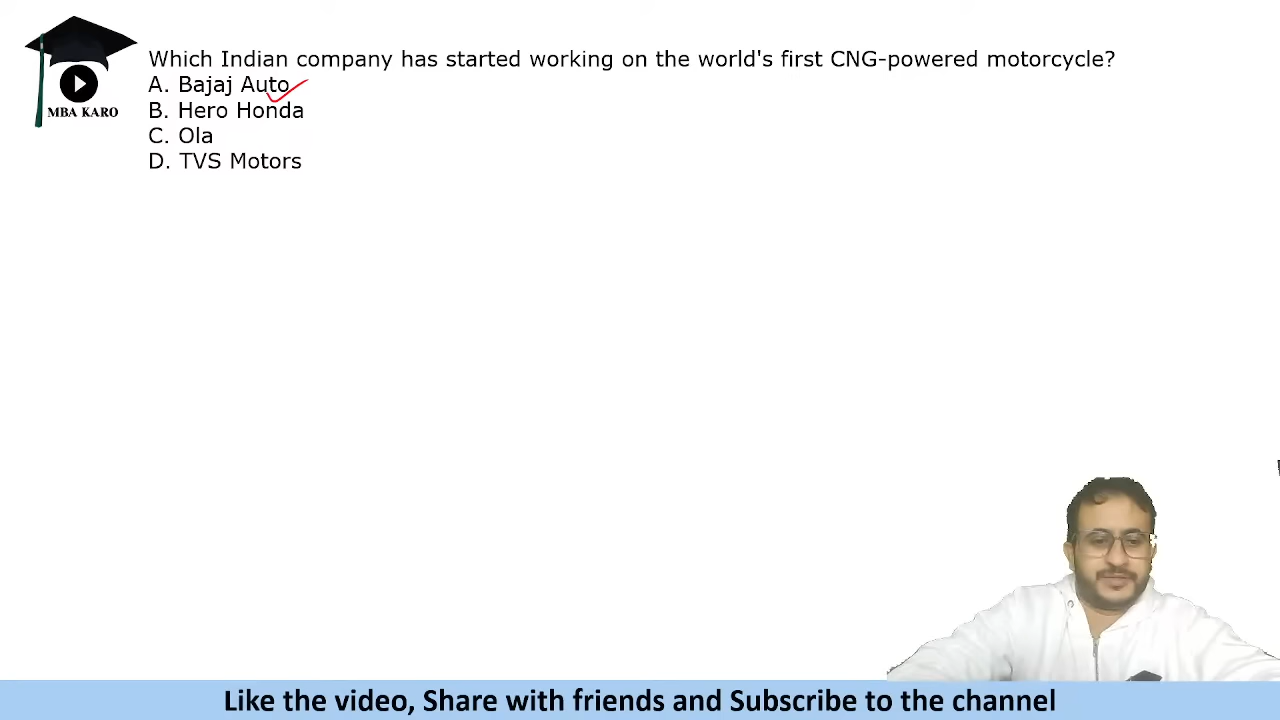 Which Indian company has started working on the world's first CNG-powered motorcycle?
A. Bajaj Auto
B. Hero Honda
C. Ola
D. TVS Motors
MBA KARO
Like the video, Share with friends and Subscribe to the channel